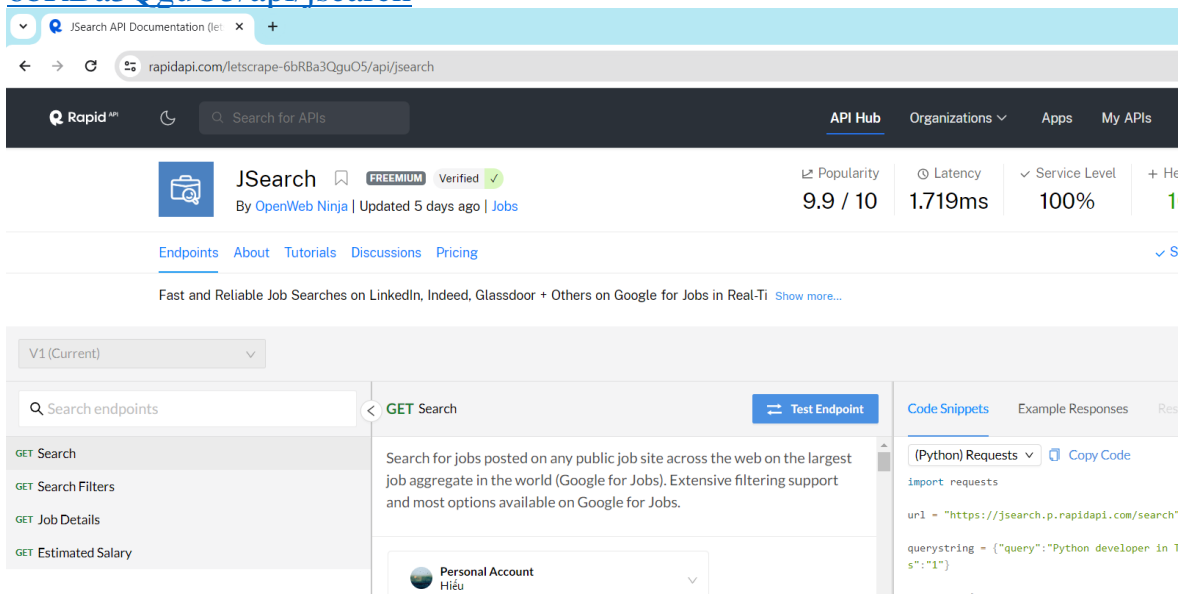 JSearch API Documentation (let
rapidapi.com/letscrape-6bRBa3QguO5/api/jsearch
Rapid API
Search for APIs
API Hub
Organizations
Apps
My APIs
JSearch
FREEMIUM
Verified
By OpenWeb Ninja | Updated 5 days ago | Jobs
Popularity
9.9 / 10
Latency
1.719ms
Service Level
100%
Endpoints
About
Tutorials
Discussions
Pricing
Fast and Reliable Job Searches on LinkedIn, Indeed, Glassdoor + Others on Google for Jobs in Real-Ti Show more...
V1 (Current)
Search endpoints
GET Search
GET Search Filters
GET Job Details
GET Estimated Salary
GET Search
Test Endpoint
Search for jobs posted on any public job site across the web on the largest
job aggregate in the world (Google for Jobs). Extensive filtering support
and most options available on Google for Jobs.
Personal Account
Hiếu
Code Snippets
Example Responses
(Python) Requests
Copy Code
import requests
url = "https://jsearch.p.rapidapi.com/search"
querystring = {"query":"Python developer in T
s":"1"}